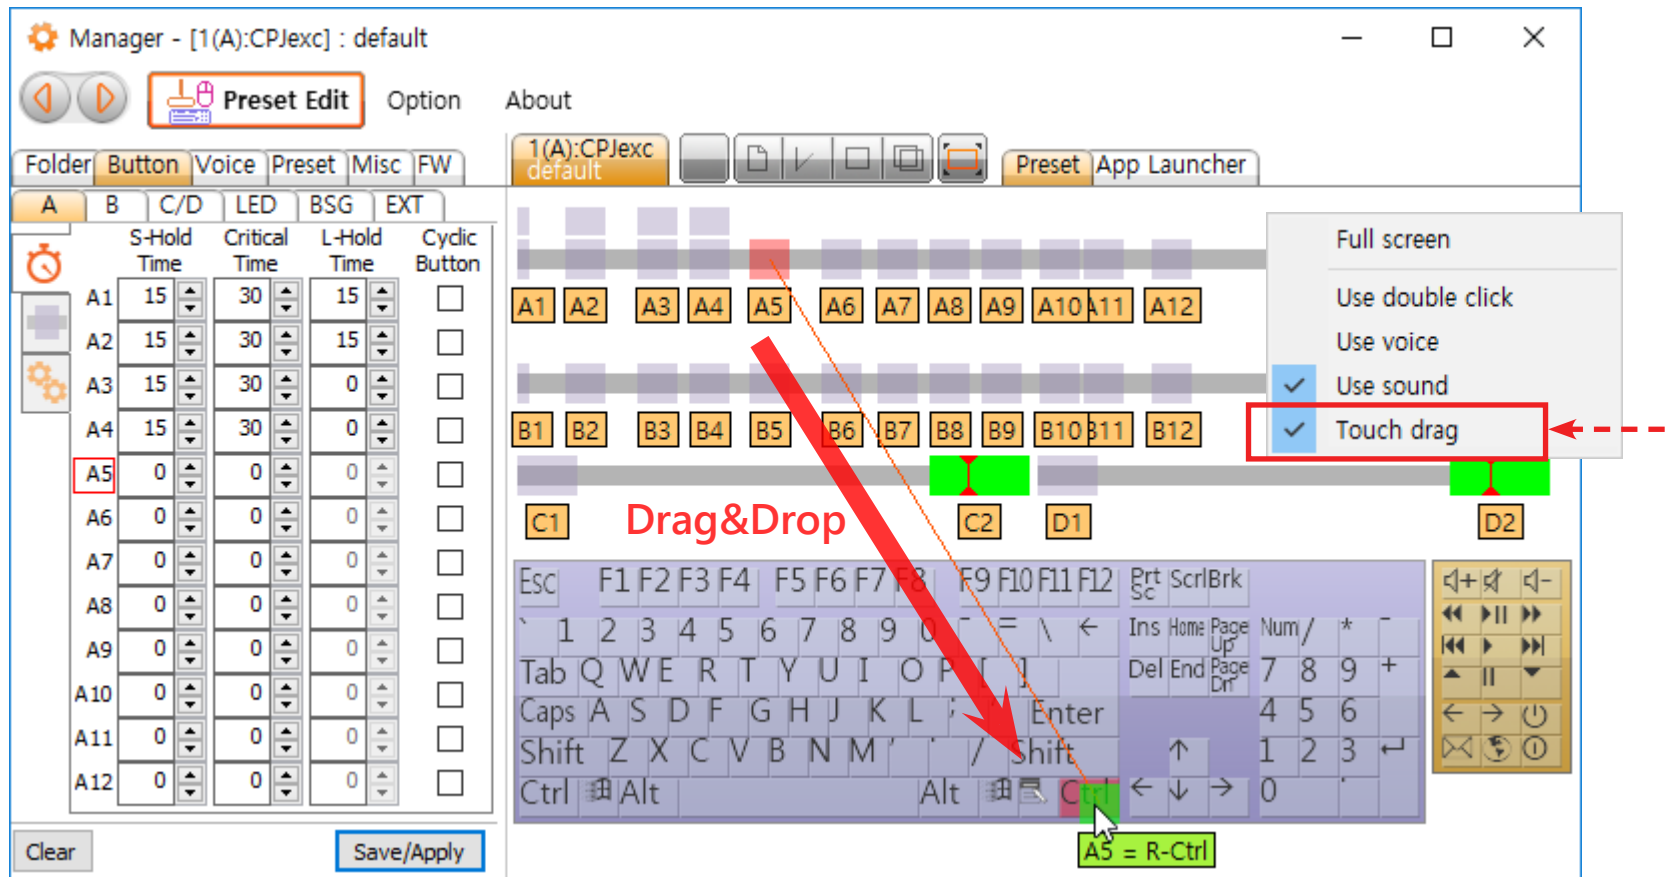 Manager - [1(A):CPJexc] : default
Preset Edit Option About
Folder Button Voice Preset Misc FW
1(A):CPJexc
default
Preset App Launcher
A B C/D LED BSG EXT
S-Hold Time Critical Time L-Hold Time Cyclic Button
A1 15 30 15
A2 15 30 15
A3 15 30 0
A4 15 30 0
A5 0 0 0
A6 0 0 0
A7 0 0 0
A8 0 0 0
A9 0 0 0
A10 0 0 0
A11 0 0 0
A12 0 0 0
Clear Save/Apply
A1 A2 A3 A4 A5 A6 A7 A8 A9 A10 A11 A12
B1 B2 B3 B4 B5 B6 B7 B8 B9 B10 B11 B12
C1 C2 D1 D2
Drag&Drop
Full screen
Use double click
Use voice
Use sound
Touch drag
Esc F1 F2 F3 F4 F5 F6 F7 F8 F9 F10 F11 F12 Prt Sc Scrl Brk
` 1 2 3 4 5 6 7 8 9 0 - = \ ← Ins Home Page Up Num / * -
Tab Q W E R T Y U I O P [ ] Del End Page Dn 7 8 9 +
Caps A S D F G H J K L ; ' Enter 4 5 6
Shift Z X C V B N M , . / Shift ↑ 1 2 3 ↵
Ctrl Alt Alt Ctrl ← ↓ → 0 .
A5 = R-Ctrl